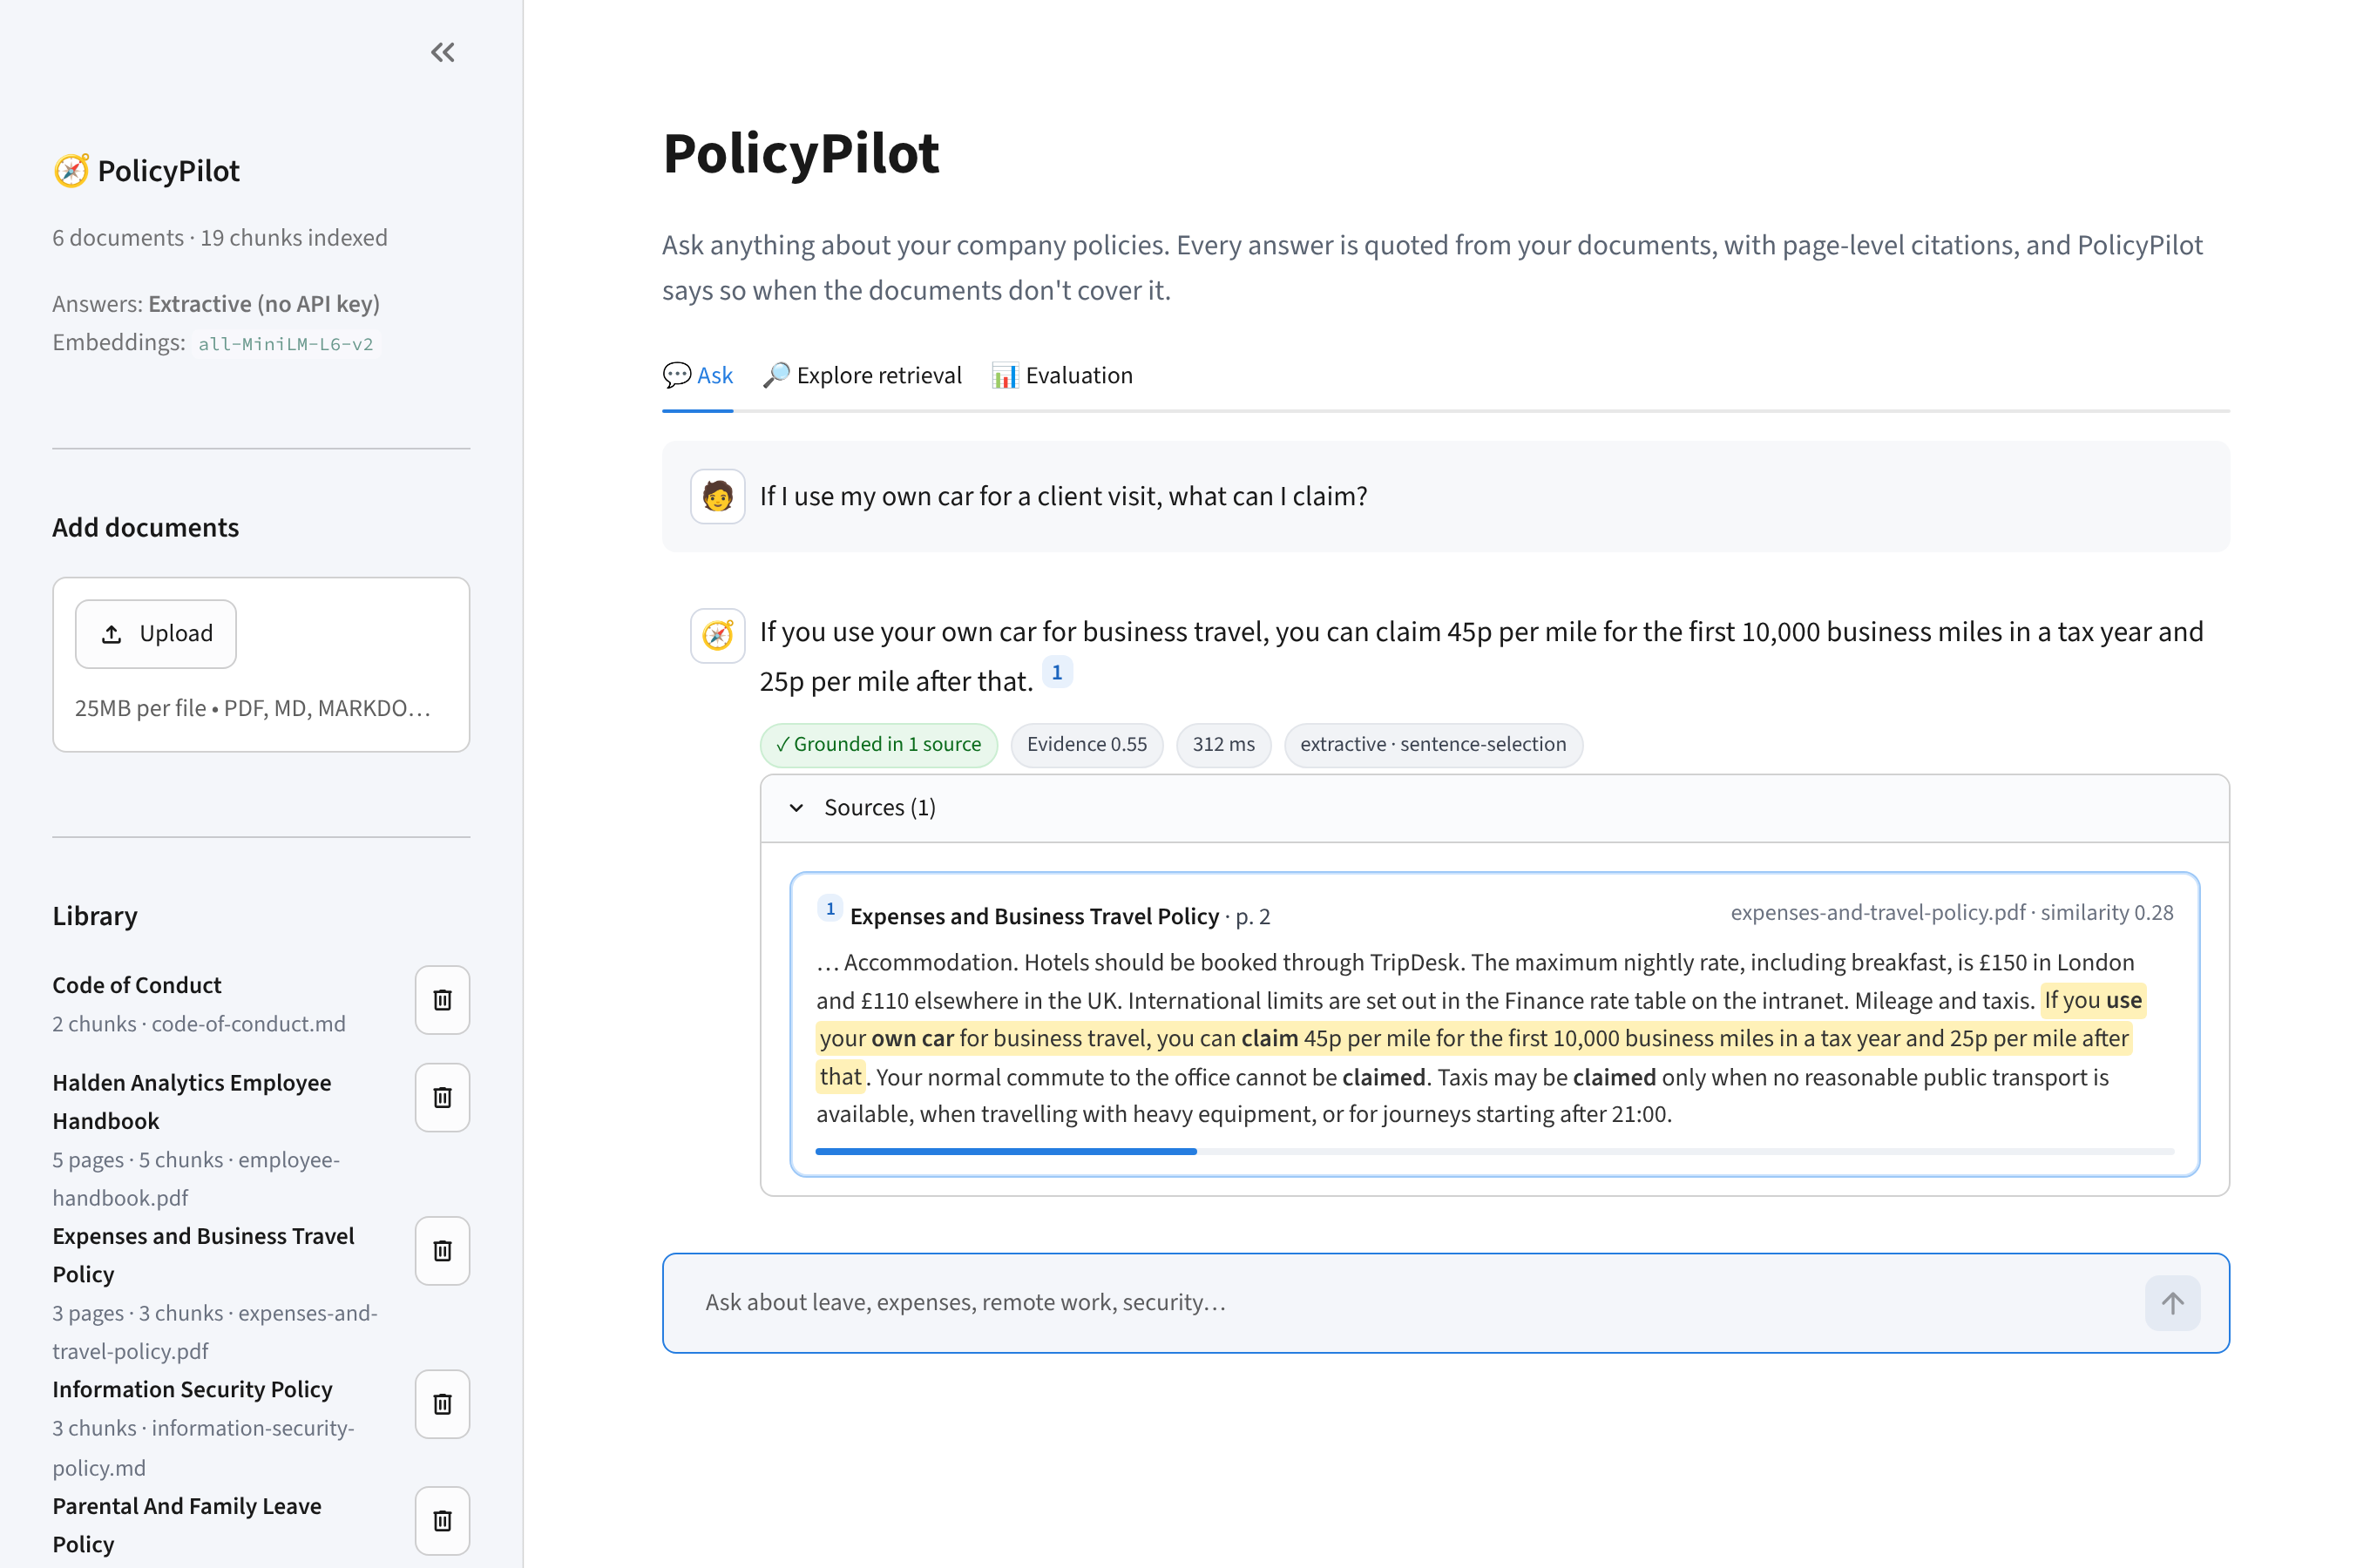 PolicyPilot
6 documents · 19 chunks indexed
Answers: Extractive (no API key)
Embeddings: all-MiniLM-L6-v2
Add documents
Upload
25MB per file • PDF, MD, MARKDO…
Library
Code of Conduct
2 chunks · code-of-conduct.md
Halden Analytics Employee
Handbook
5 pages · 5 chunks · employee-
handbook.pdf
Expenses and Business Travel
Policy
3 pages · 3 chunks · expenses-and-
travel-policy.pdf
Information Security Policy
3 chunks · information-security-
policy.md
Parental And Family Leave
Policy
PolicyPilot
Ask anything about your company policies. Every answer is quoted from your documents, with page-level citations, and PolicyPilot
says so when the documents don't cover it.
Ask
Explore retrieval
Evaluation
If I use my own car for a client visit, what can I claim?
If you use your own car for business travel, you can claim 45p per mile for the first 10,000 business miles in a tax year and
25p per mile after that. 1
✓ Grounded in 1 source
Evidence 0.55
312 ms
extractive · sentence-selection
Sources (1)
1 Expenses and Business Travel Policy · p. 2
expenses-and-travel-policy.pdf · similarity 0.28
… Accommodation. Hotels should be booked through TripDesk. The maximum nightly rate, including breakfast, is £150 in London
and £110 elsewhere in the UK. International limits are set out in the Finance rate table on the intranet. Mileage and taxis. If you use
your own car for business travel, you can claim 45p per mile for the first 10,000 business miles in a tax year and 25p per mile after
that. Your normal commute to the office cannot be claimed. Taxis may be claimed only when no reasonable public transport is
available, when travelling with heavy equipment, or for journeys starting after 21:00.
Ask about leave, expenses, remote work, security…